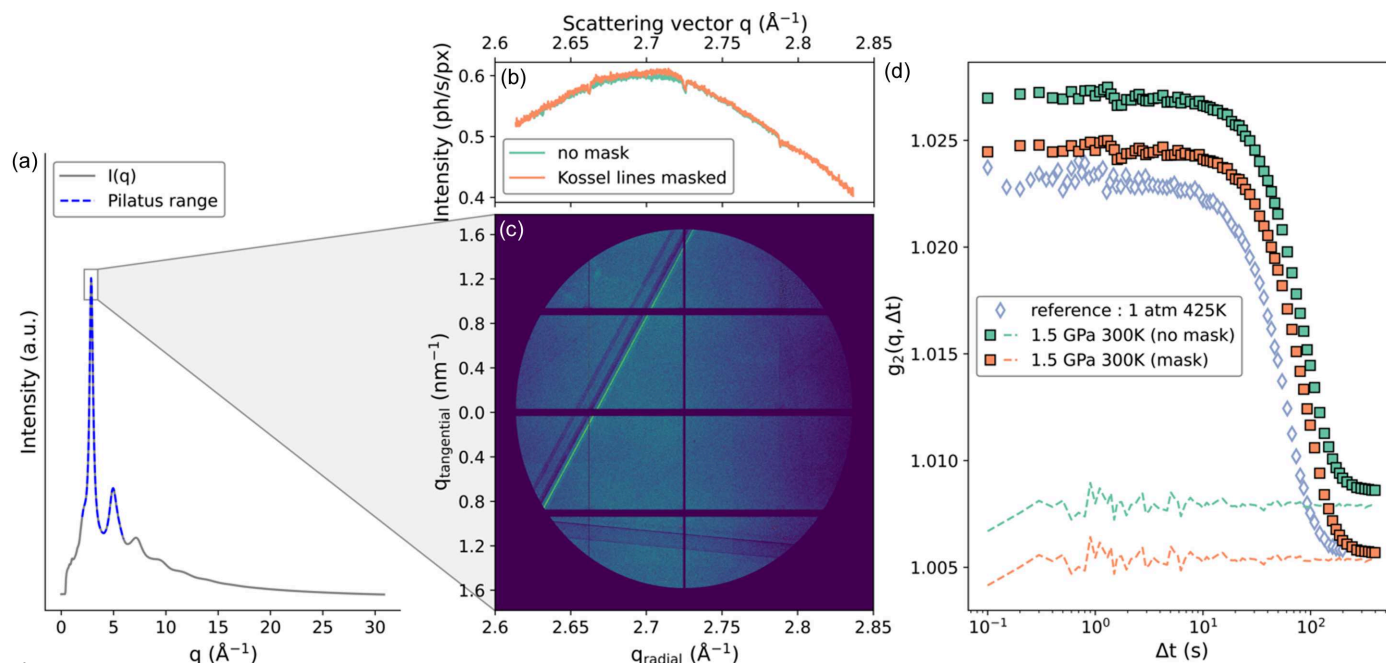 (a)
I(q)
Pilatus range
Intensity (a.u.)
0 5 10 15 20 25 30
q (Å⁻¹)
Scattering vector q (Å⁻¹)
2.6 2.65 2.7 2.75 2.8 2.85
(b)
Intensity (ph/s/px)
0.6
0.5
0.4
no mask
Kossel lines masked
(c)
q_tangential (nm⁻¹)
1.6
1.2
0.8
0.4
0.0
0.4
0.8
1.2
1.6
2.6 2.65 2.7 2.75 2.8 2.85
q_radial (Å⁻¹)
(d)
g₂(q, Δt)
1.025
1.020
1.015
1.010
1.005
reference : 1 atm 425K
1.5 GPa 300K (no mask)
1.5 GPa 300K (mask)
10⁻¹ 10⁰ 10¹ 10²
Δt (s)